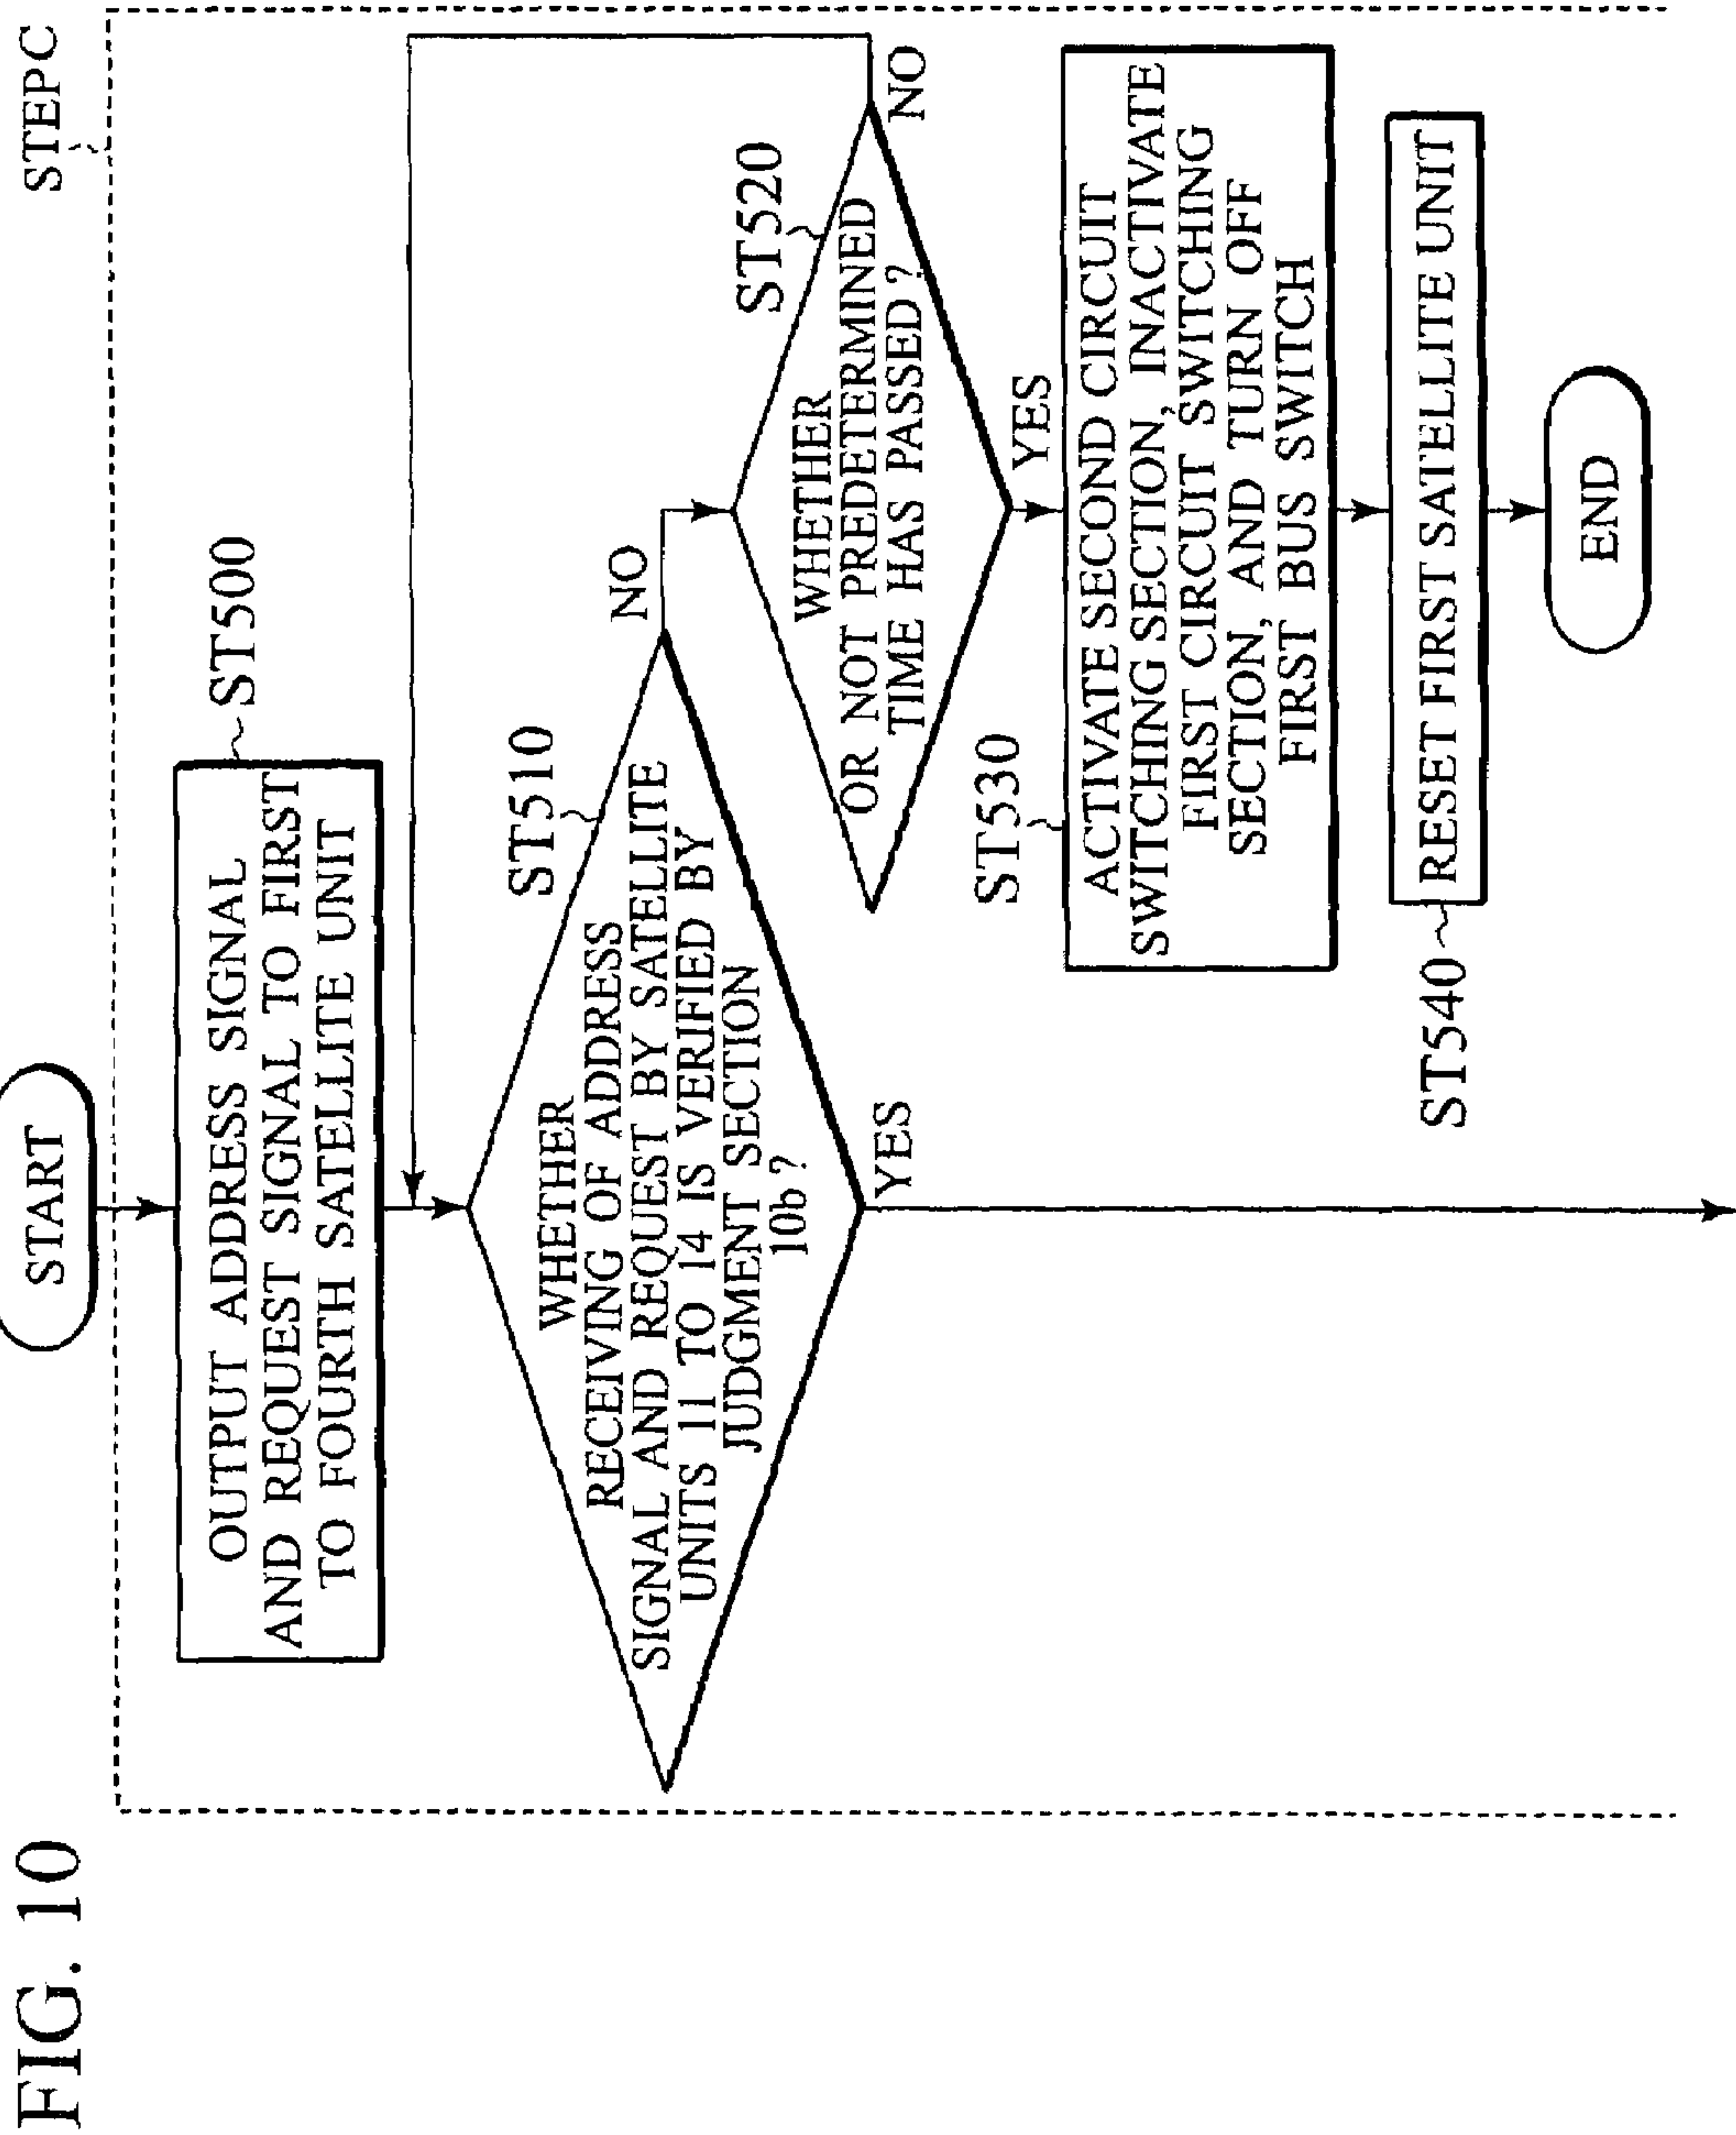 FIG. 10
STEPC
START
OUTPUT ADDRESS SIGNAL
AND REQUEST SIGNAL TO FIRST
TO FOURTH SATELLITE UNIT
ST500
WHETHER
RECEIVING OF ADDRESS
SIGNAL AND REQUEST BY SATELLITE
UNITS 11 TO 14 IS VERIFIED BY
JUDGMENT SECTION
10b ?
ST510
NO
YES
WHETHER
OR NOT PREDETERMINED
TIME HAS PASSED ?
ST520
NO
YES
ST530
ACTIVATE SECOND CIRCUIT
SWITCHING SECTION, INACTIVATE
FIRST CIRCUIT SWITCHING
SECTION, AND TURN OFF
FIRST BUS SWITCH
ST540
RESET FIRST SATELLITE UNIT
END